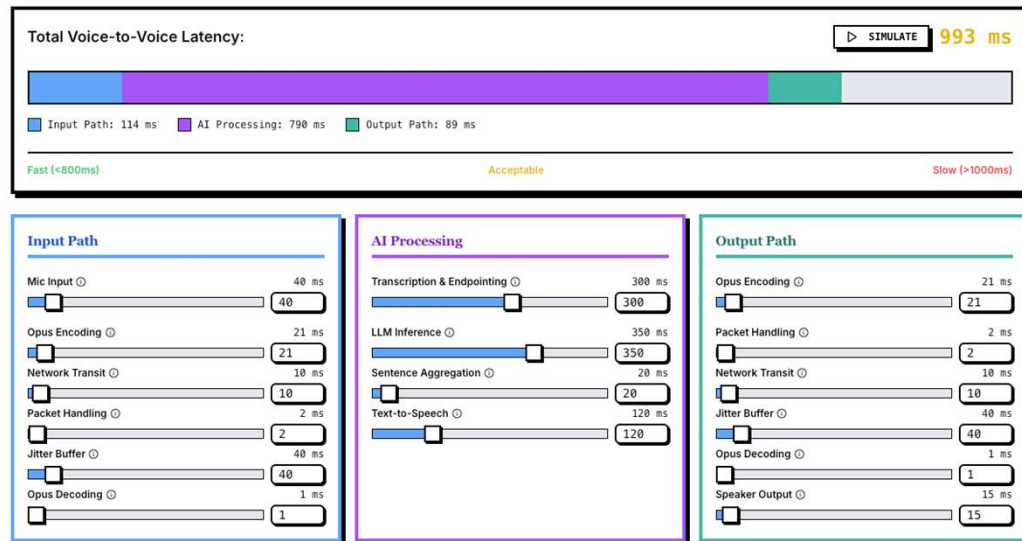 Total Voice-to-Voice Latency:
SIMULATE
993 ms
Input Path: 114 ms
AI Processing: 790 ms
Output Path: 89 ms
Fast (<800ms)
Acceptable
Slow (>1000ms)
Input Path
Mic Input
40 ms
40
Opus Encoding
21 ms
21
Network Transit
10 ms
10
Packet Handling
2 ms
2
Jitter Buffer
40 ms
40
Opus Decoding
1 ms
1
AI Processing
Transcription & Endpointing
300 ms
300
LLM Inference
350 ms
350
Sentence Aggregation
20 ms
20
Text-to-Speech
120 ms
120
Output Path
Opus Encoding
21 ms
21
Packet Handling
2 ms
2
Network Transit
10 ms
10
Jitter Buffer
40 ms
40
Opus Decoding
1 ms
1
Speaker Output
15 ms
15